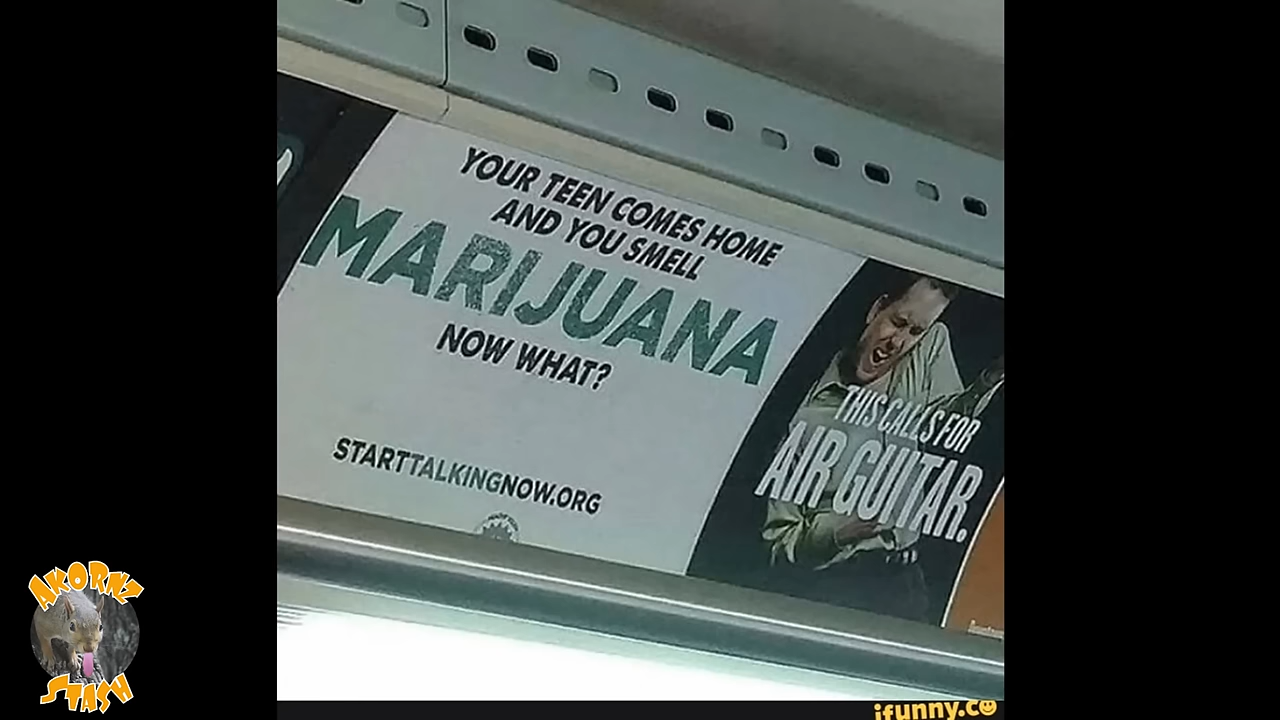 YOUR TEEN COMES HOME
AND YOU SMELL
MARIJUANA
NOW WHAT?
STARTTALKINGNOW.ORG
THIS CALLS FOR
AIR GUITAR.
AKORNZ
STASH
ifunny.co